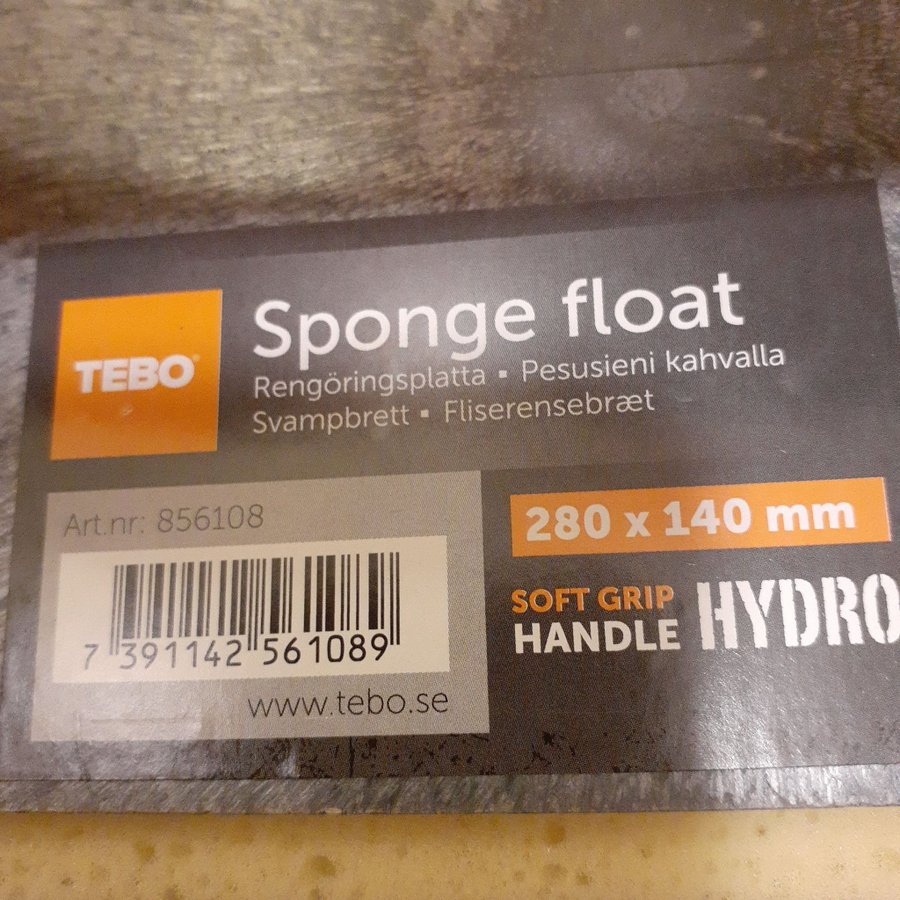 TEBO®
Sponge float
Rengöringsplatta ▪ Pesusieni kahvalla
Svampbrett ▪ Fliserensebræt
Art.nr: 856108
7 391142 561089
www.tebo.se
280 x 140 mm
SOFT GRIP
HANDLE
HYDRO